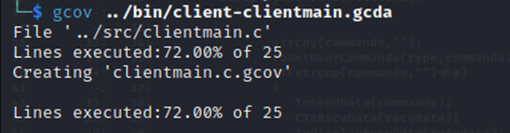 └─$ gcov ../bin/client-clientmain.gcda
File '../src/clientmain.c'
Lines executed:72.00% of 25
Creating 'clientmain.c.gcov'
Lines executed:72.00% of 25